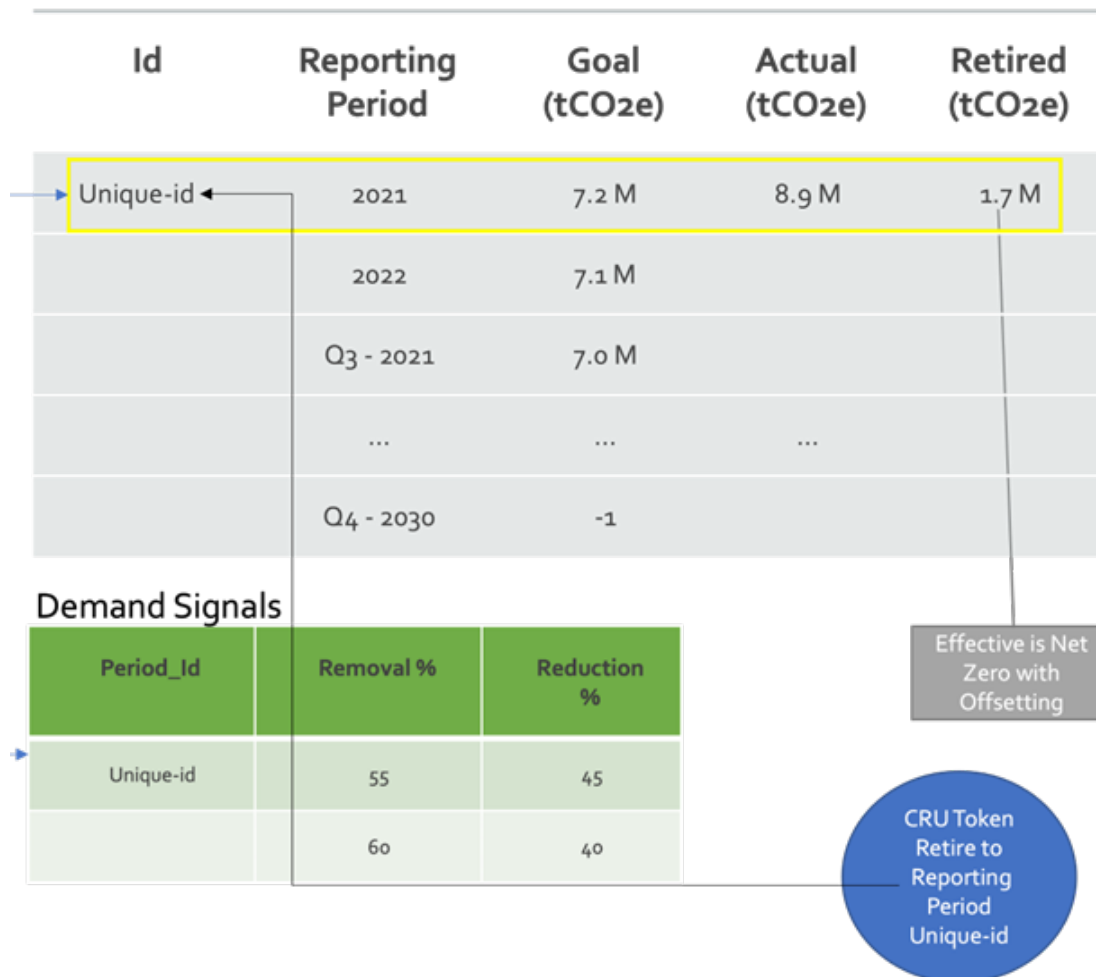 Id Reporting Period Goal (tCO2e) Actual (tCO2e) Retired (tCO2e)
Unique-id 2021 7.2 M 8.9 M 1.7 M
2022 7.1 M
Q3 - 2021 7.0 M
... ... ...
Q4 - 2030 -1
Demand Signals
Period_Id Removal % Reduction %
Unique-id 55 45
60 40
Effective is Net
Zero with
Offsetting
CRU Token
Retire to
Reporting
Period
Unique-id